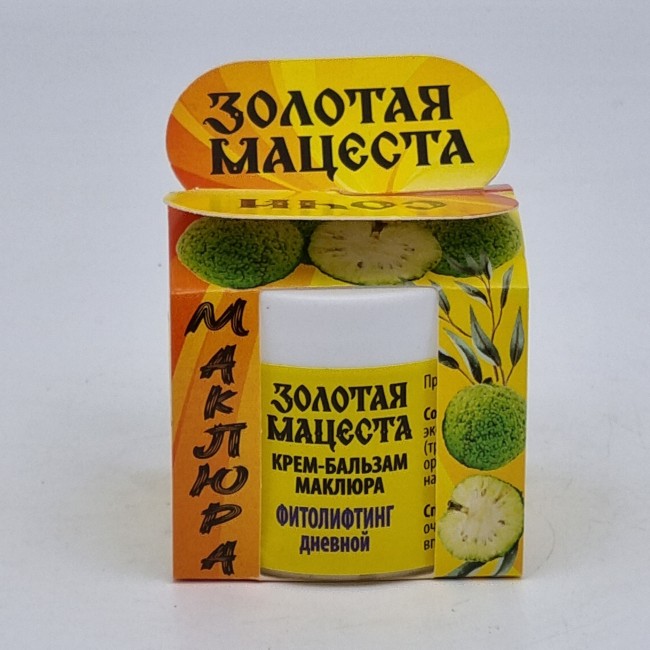 ЗОЛОТАЯ
МАЦЕСТА
СОЧИ
МАКЛЮРА
ЗОЛОТАЯ
МАЦЕСТА
КРЕМ-БАЛЬЗАМ
МАКЛЮРА
ФИТОЛИФТИНГ
дневной